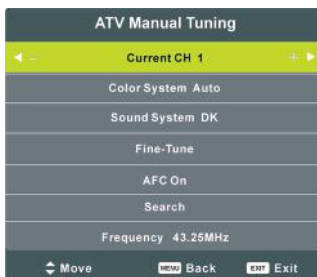 ATV Manual Tuning
Current CH 1
Color System Auto
Sound System DK
Fine-Tune
AFC On
Search
Frequency 43.25MHz
Move MENU Back EXIT Exit